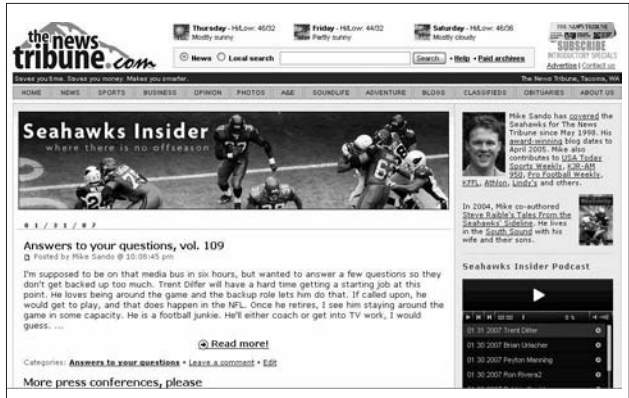 the news
tribune.com
Thursday - Hi/Low: 46/32
Mostly sunny
Friday - Hi/Low: 44/32
Partly sunny
Saturday - Hi/Low: 46/36
Mostly cloudy
THE NEWS TRIBUNE
SUBSCRIBE
INTRODUCTORY SPECIALS
Advertise | Contact us
News Local search
Search
• Help • Paid archives
Saves you time. Saves you money. Makes you smarter.
The News Tribune, Tacoma, WA
HOME NEWS SPORTS BUSINESS OPINION PHOTOS A&E SOUNDLIFE ADVENTURE BLOGS CLASSIFIEDS OBITUARIES ABOUT US
Seahawks Insider
where there is no offseason
01/31/07
Answers to your questions, vol. 109
Posted by Mike Sando @ 10:08:45 pm
I'm supposed to be on that media bus in six hours, but wanted to answer a few questions so they
don't get backed up too much. Trent Dilfer will have a hard time getting a starting job at this
point. He loves being around the game and the backup role lets him do that. If called upon, he
would get to play, and that does happen in the NFL. Once he retires, I see him staying around the
game in some capacity. He is a football junkie. He'll either coach or get into TV work, I would
guess. ...
Read more!
Categories: Answers to your questions • Leave a comment • Edit
More press conferences, please
Mike Sando has covered the
Seahawks for The News
Tribune since May 1998. His
award-winning blog dates to
April 2005. Mike also
contributes to USA Today
Sports Weekly, KJR-AM
950, Pro Football Weekly,
KFFL, Athlon, Lindy's and others.
In 2004, Mike co-authored
Steve Raible's Tales From the
Seahawks' Sideline. He lives
in the South Sound with his
wife and their sons.
Seahawks Insider Podcast
00:00
0 %
01 31 2007 Trent Dilfer
01 30 2007 Brian Urlacher
01 30 2007 Peyton Manning
01 30 2007 Ron Rivera2